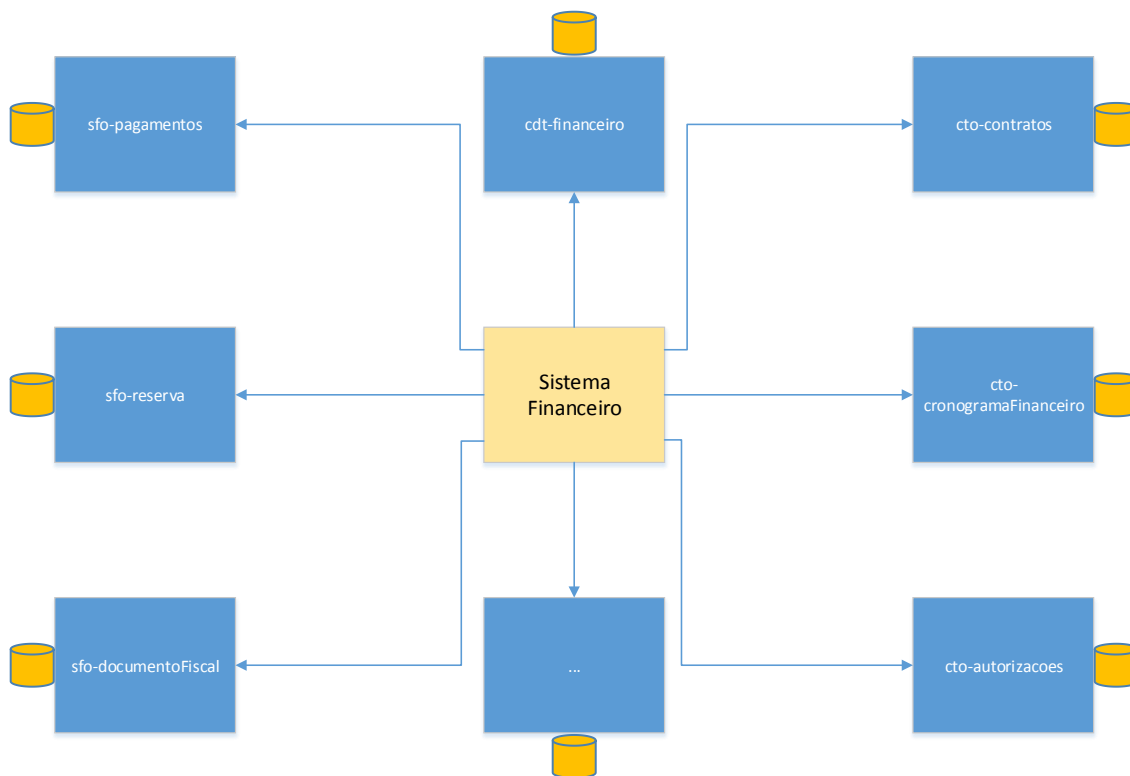 sfo-pagamentos
cdt-financeiro
cto-contratos
sfo-reserva
Sistema
Financeiro
cto-
cronogramaFinanceiro
sfo-documentoFiscal
...
cto-autorizacoes